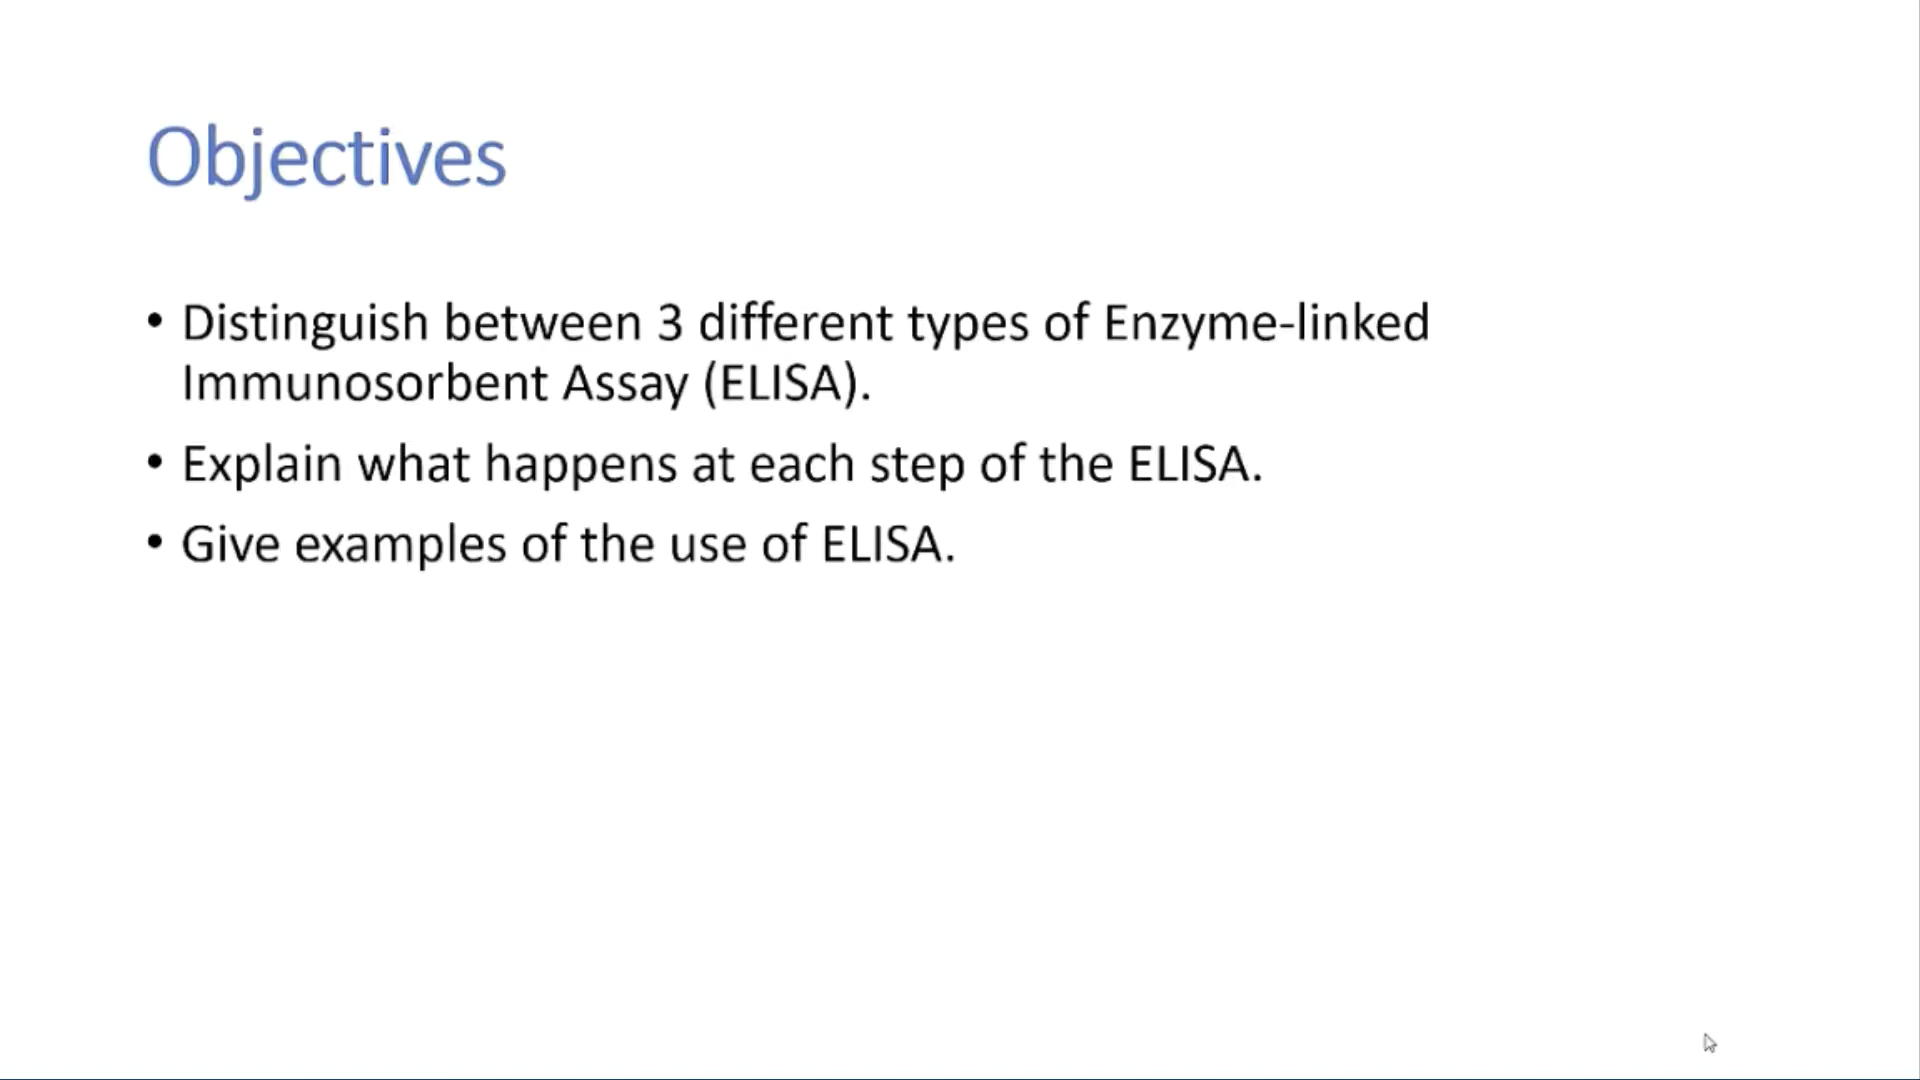 Objectives
• Distinguish between 3 different types of Enzyme-linked
Immunosorbent Assay (ELISA).
• Explain what happens at each step of the ELISA.
• Give examples of the use of ELISA.